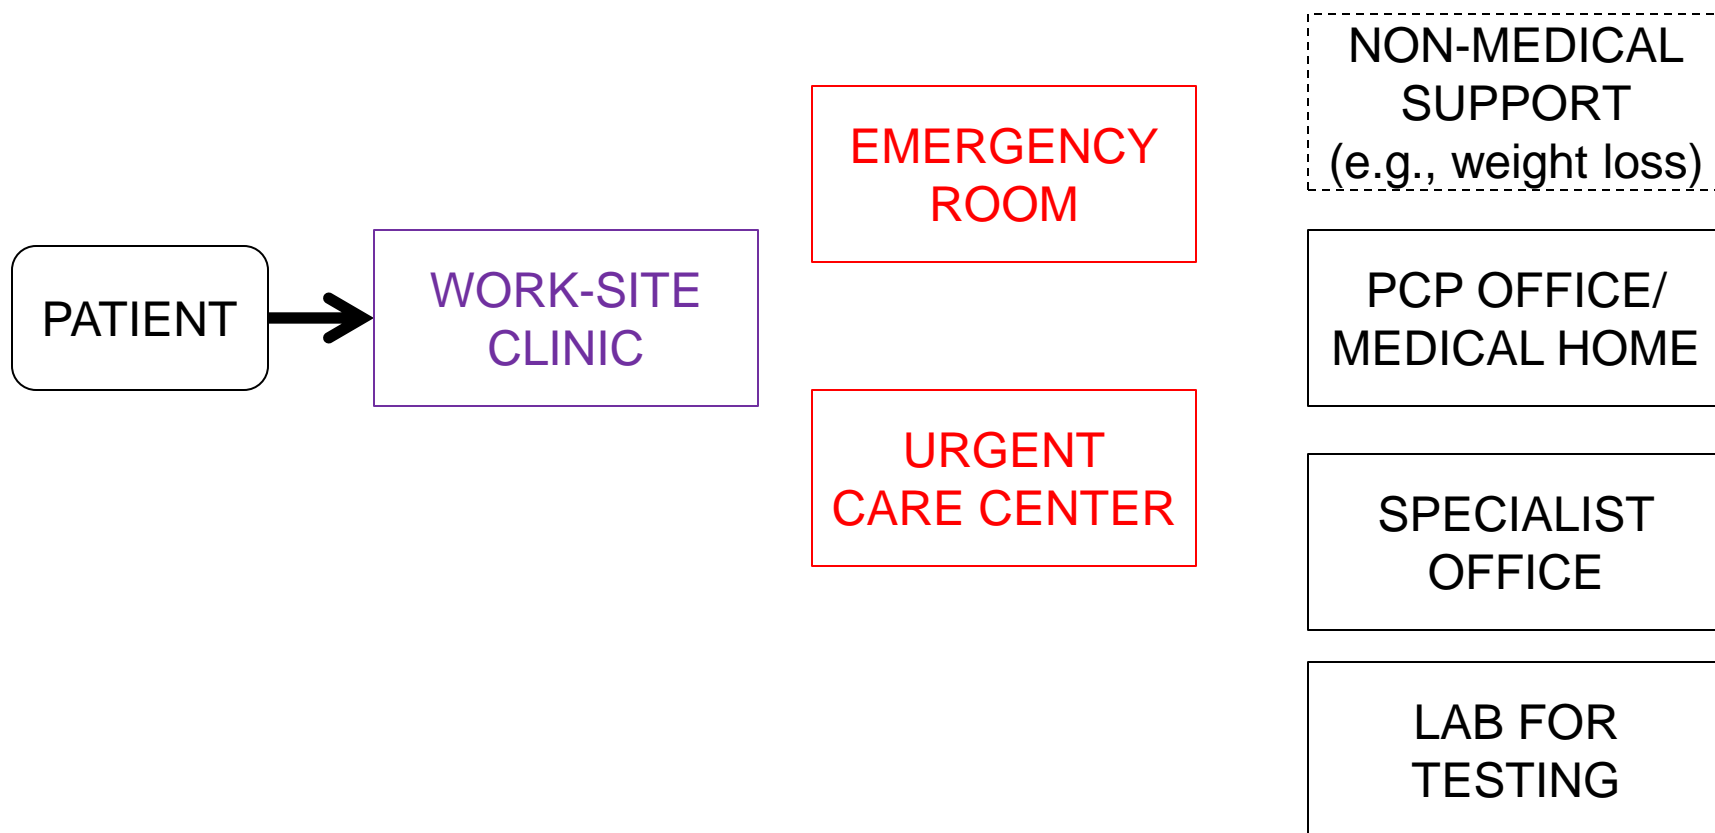 PATIENT
WORK-SITE
CLINIC
EMERGENCY
ROOM
URGENT
CARE CENTER
NON-MEDICAL
SUPPORT
(e.g., weight loss)
PCP OFFICE/
MEDICAL HOME
SPECIALIST
OFFICE
LAB FOR
TESTING